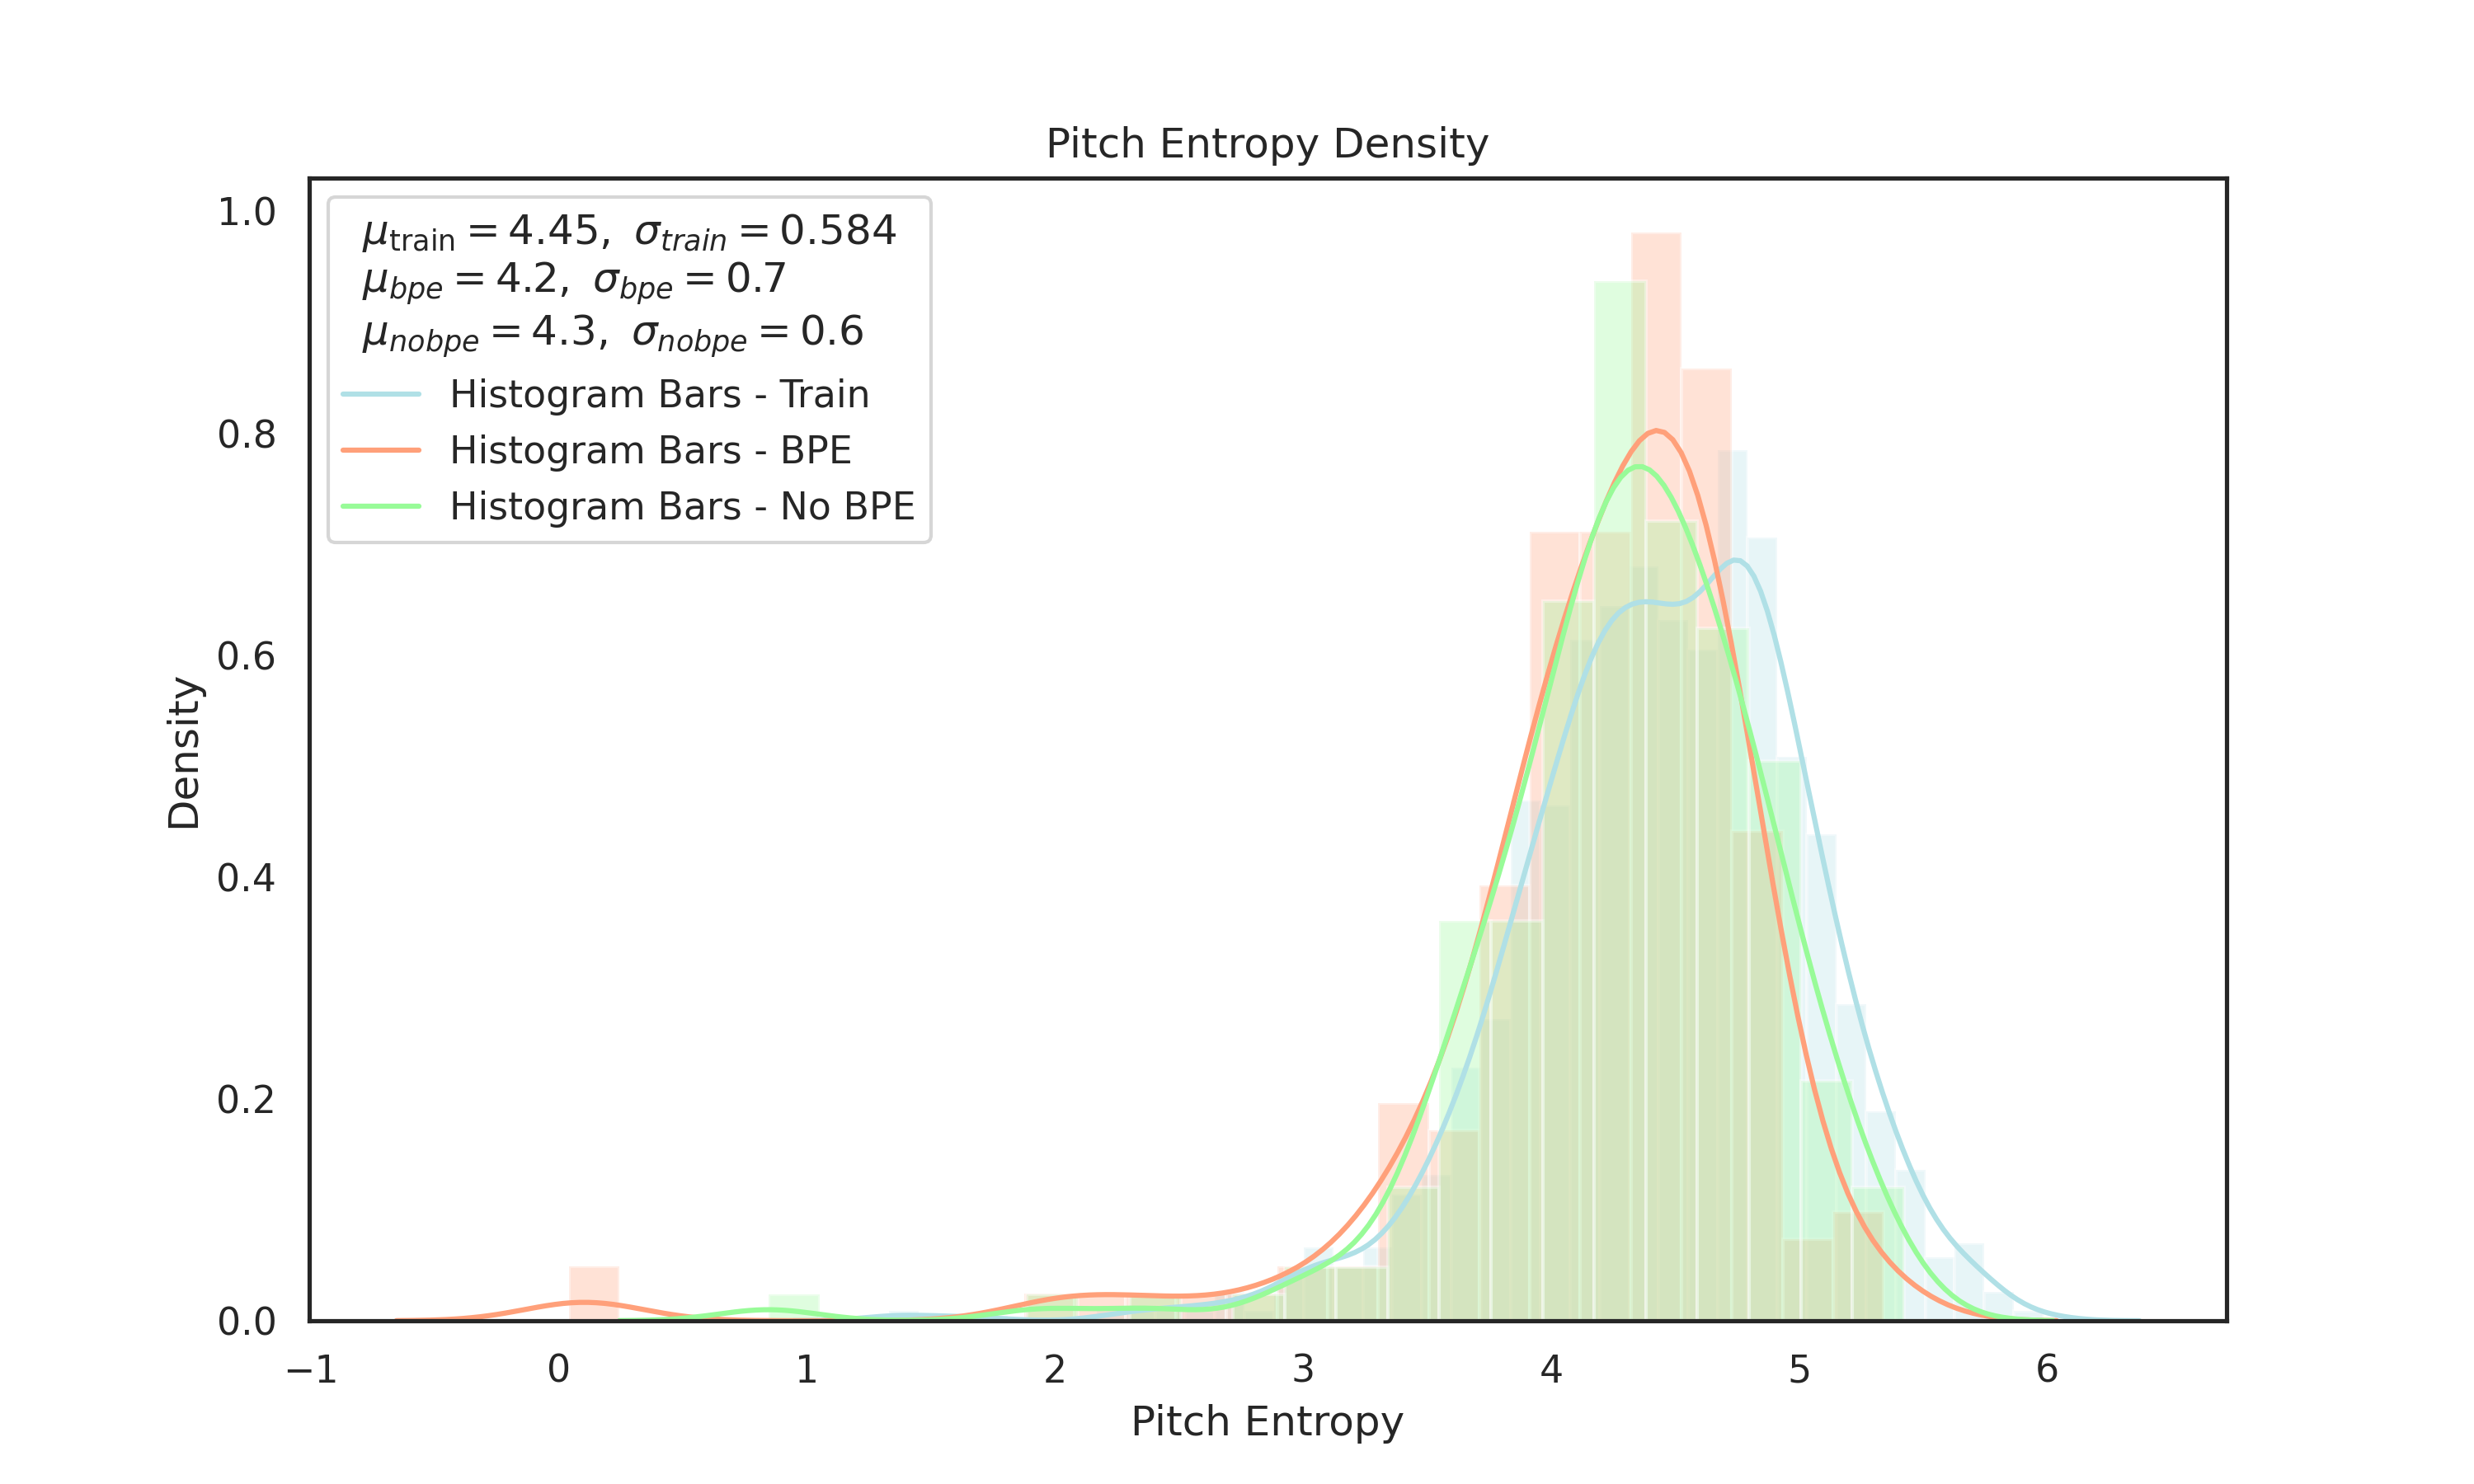 Pitch Entropy Density
μtrain = 4.45, σtrain = 0.584
μbpe = 4.2, σbpe = 0.7
μnobpe = 4.3, σnobpe = 0.6
Histogram Bars - Train
Histogram Bars - BPE
Histogram Bars - No BPE
1.0
0.8
0.6
0.4
0.2
0.0
Density
−1 0 1 2 3 4 5 6
Pitch Entropy